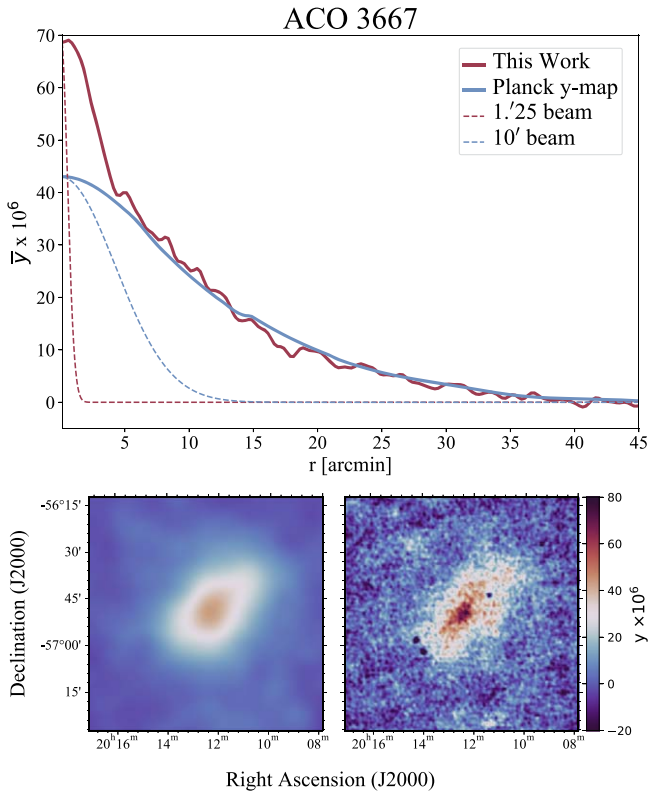 ACO 3667
70
60
50
40
30
20
10
0
ȳ x 10⁶
This Work
Planck y-map
1.′25 beam
10′ beam
5 10 15 20 25 30 35 40 45
r [arcmin]
-56°15′
30′
45′
-57°00′
15′
Declination (J2000)
20ʰ16ᵐ 14ᵐ 12ᵐ 10ᵐ 08ᵐ
20ʰ16ᵐ 14ᵐ 12ᵐ 10ᵐ 08ᵐ
80
60
40
20
0
−20
y ×10⁶
Right Ascension (J2000)